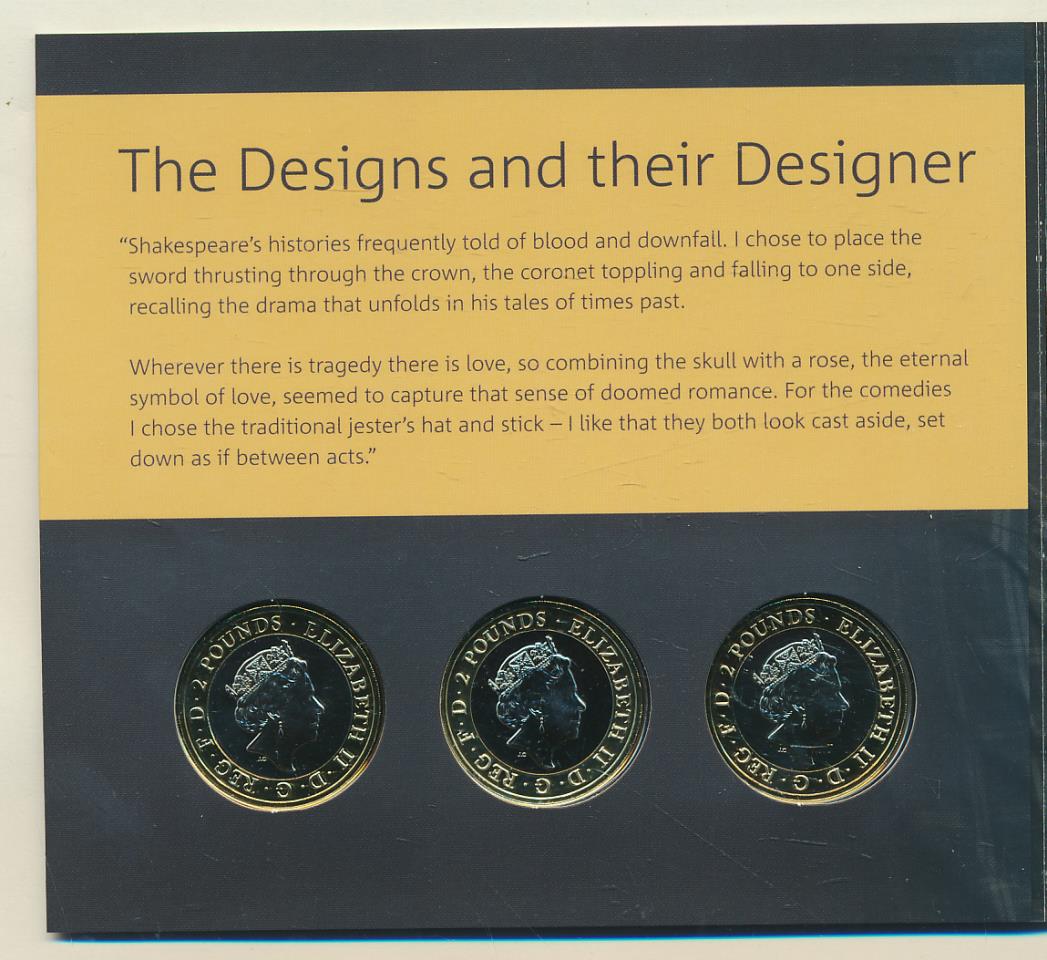 The Designs and their Designer
“Shakespeare’s histories frequently told of blood and downfall. I chose to place the
sword thrusting through the crown, the coronet toppling and falling to one side,
recalling the drama that unfolds in his tales of times past.
Wherever there is tragedy there is love, so combining the skull with a rose, the eternal
symbol of love, seemed to capture that sense of doomed romance. For the comedies
I chose the traditional jester’s hat and stick – I like that they both look cast aside, set
down as if between acts.”
ELIZABETH II · D · G · REG · F · D · 2 POUNDS ·
J.C
ELIZABETH II · D · G · REG · F · D · 2 POUNDS ·
J.C
ELIZABETH II · D · G · REG · F · D · 2 POUNDS ·
J.C